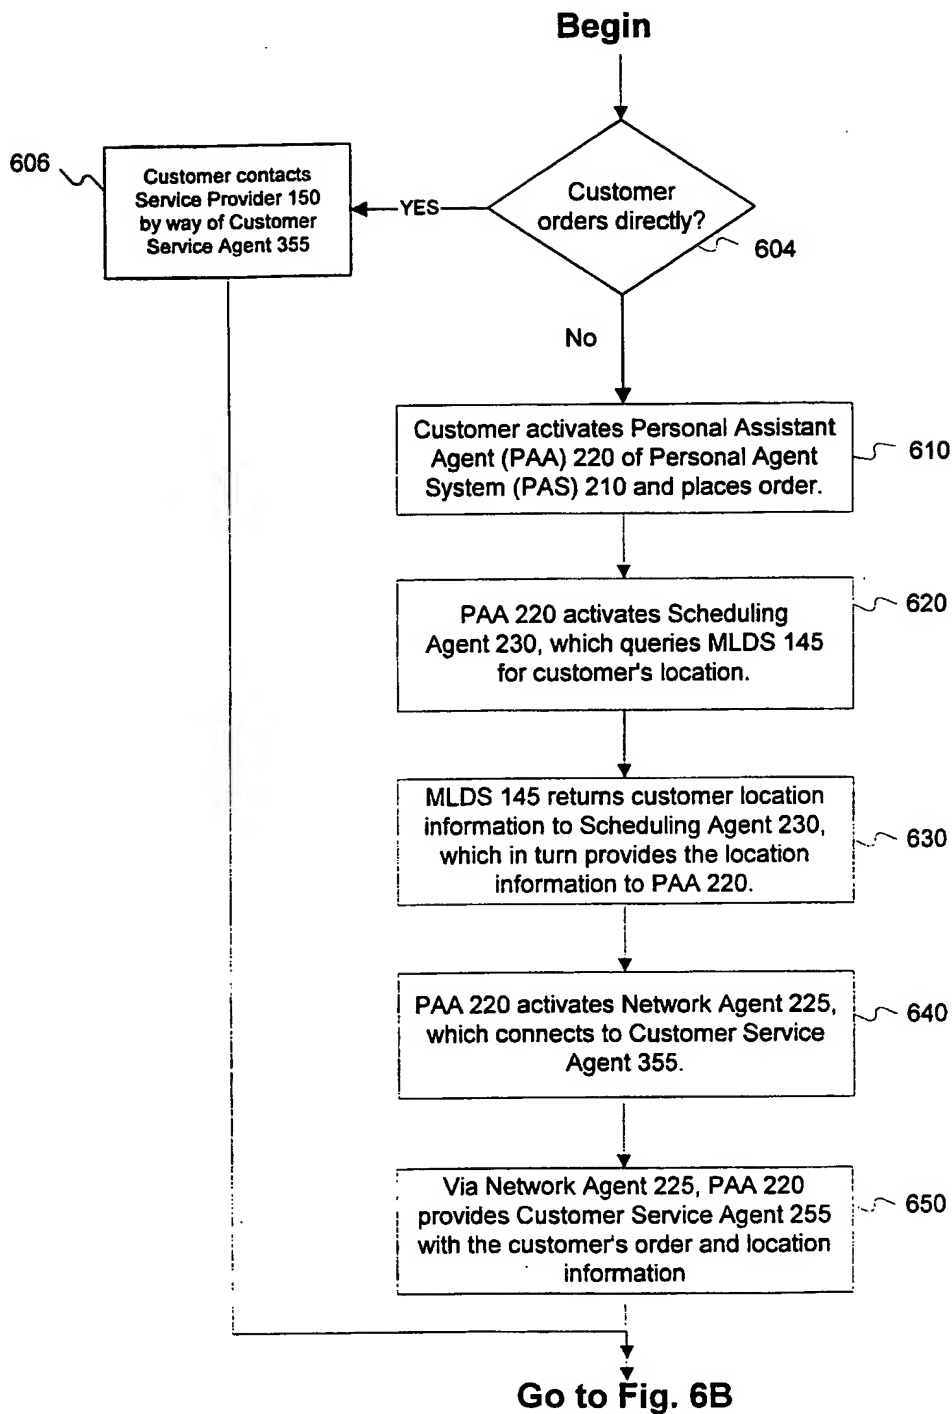 Begin
606
Customer contacts
Service Provider 150
by way of Customer
Service Agent 355
YES
Customer
orders directly?
604
No
Customer activates Personal Assistant
Agent (PAA) 220 of Personal Agent
System (PAS) 210 and places order.
610
PAA 220 activates Scheduling
Agent 230, which queries MLDS 145
for customer's location.
620
MLDS 145 returns customer location
information to Scheduling Agent 230,
which in turn provides the location
information to PAA 220.
630
PAA 220 activates Network Agent 225,
which connects to Customer Service
Agent 355.
640
Via Network Agent 225, PAA 220
provides Customer Service Agent 255
with the customer's order and location
information
650
Go to Fig. 6B